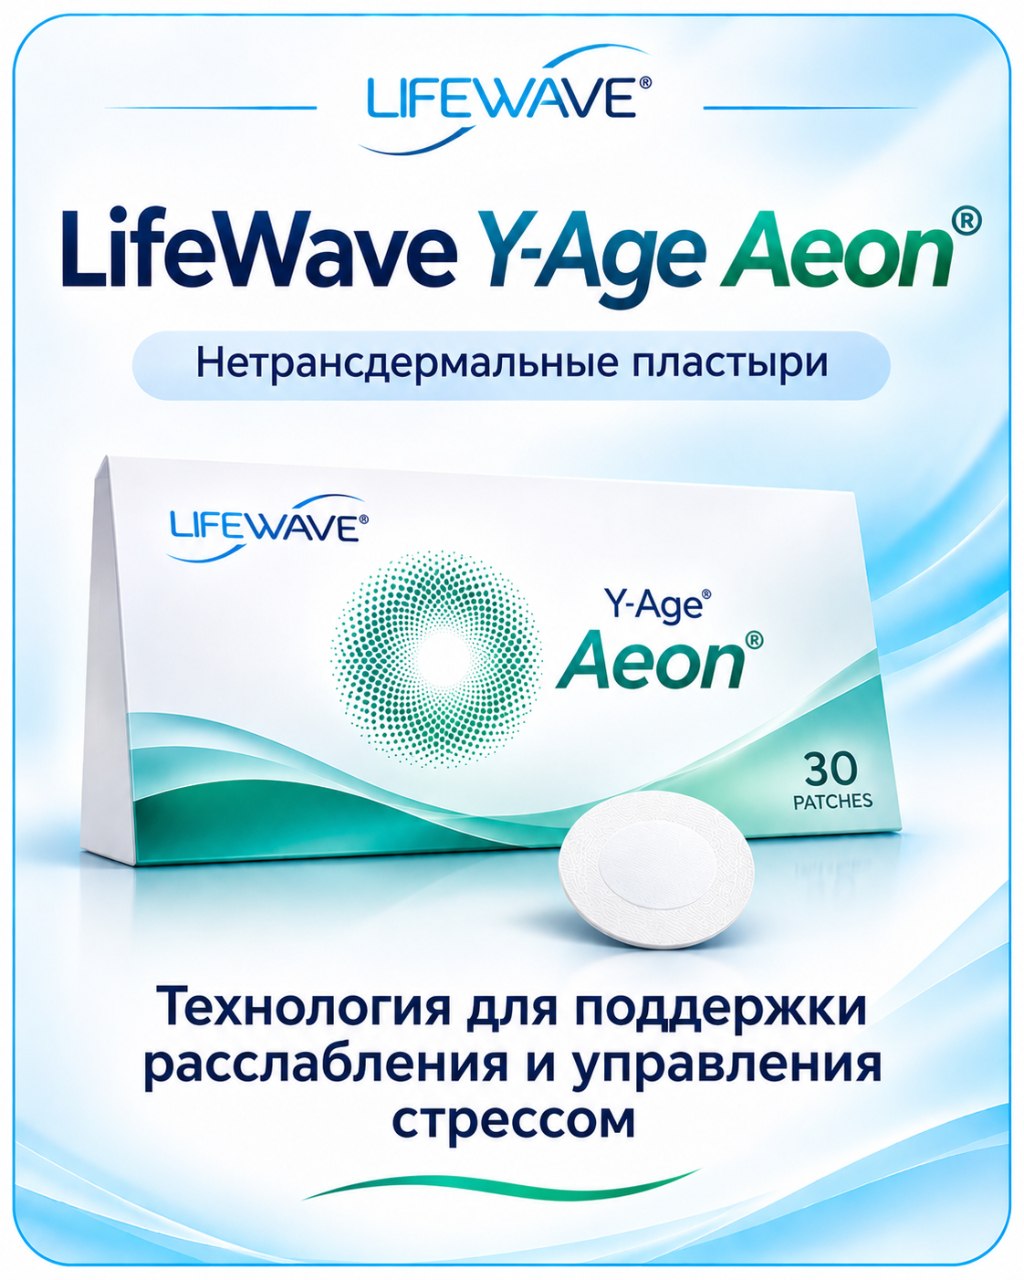 LIFEWAVE®
LifeWave Y-Age Aeon®
Нетрансдермальные пластыри
LIFEWAVE®
Y-Age®
Aeon®
30
PATCHES
Технология для поддержки
расслабления и управления
стрессом